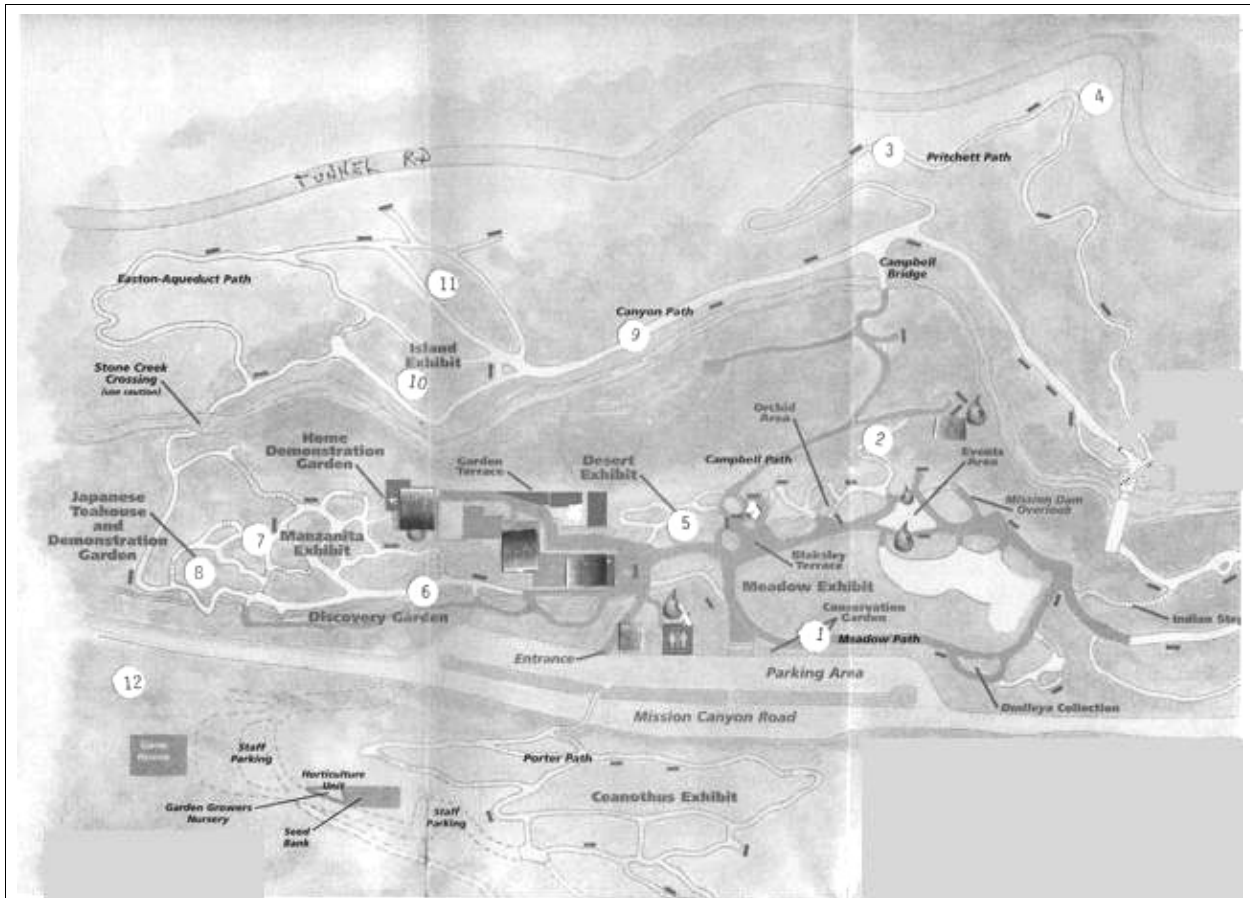 4
3
Pritchett Path
TUNNEL RD
Easton-Aqueduct Path
11
Campbell
Bridge
Canyon Path
9
Island
Exhibit
10
Stone Creek
Crossing
(use caution)
Orchid
Area
2
Home
Demonstration
Garden
Garden
Terrace
Desert
Exhibit
Campbell Path
Events
Area
Mission Dam
Overlook
Japanese
Teahouse
and
Demonstration
Garden
5
7
Manzanita
Exhibit
8
Blaksley
Terrace
6
Meadow Exhibit
Discovery Garden
Conservation
Garden
1
Meadow Path
Indian Ste
Entrance
Parking Area
12
Dudleya Collection
Mission Canyon Road
Staff
Parking
Porter Path
Horticulture
Unit
Ceanothus Exhibit
Garden Growers
Nursery
Staff
Parking
Seed
Bank